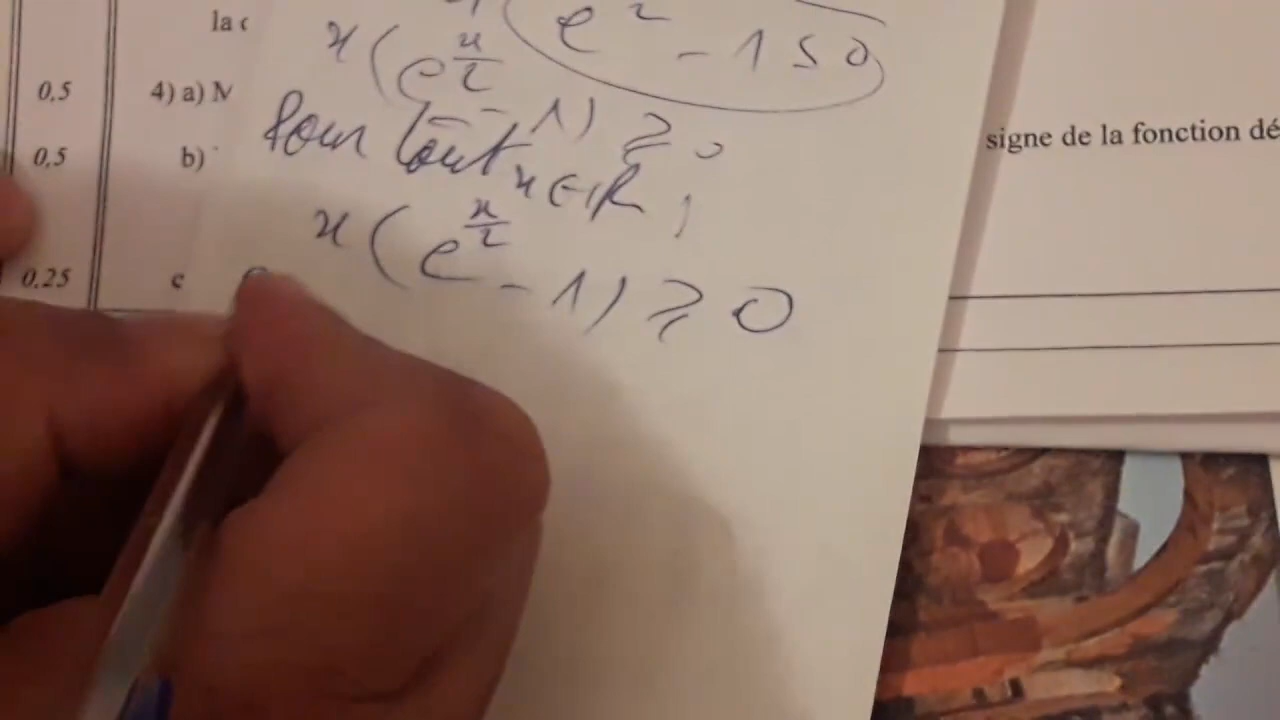 la c
e^2 - 1 ≤ 0
x(e^{x/2} - 1) ≥ 0
0,5 4) a) M
Pour tout x ∈ ℝ ;
0,5 b)
x(e^{x/2} - 1) ≥ 0
0,25 c
signe de la fonction dé